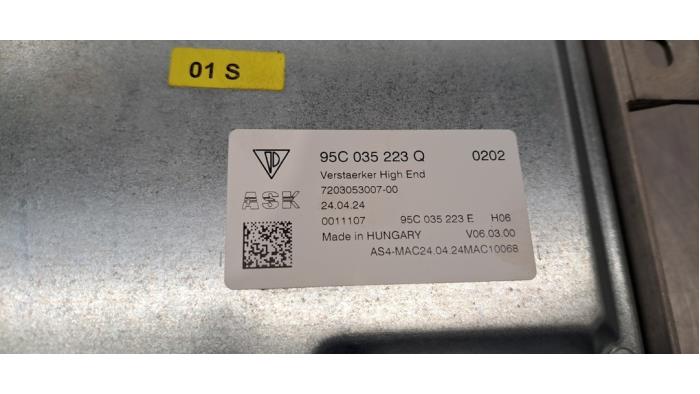 01 S
95C 035 223 Q 0202
Verstaerker High End
7203053007-00
ASK 24.04.24
0011107 95C 035 223 E H06
Made in HUNGARY V06.03.00
AS4-MAC24.04.24MAC10068